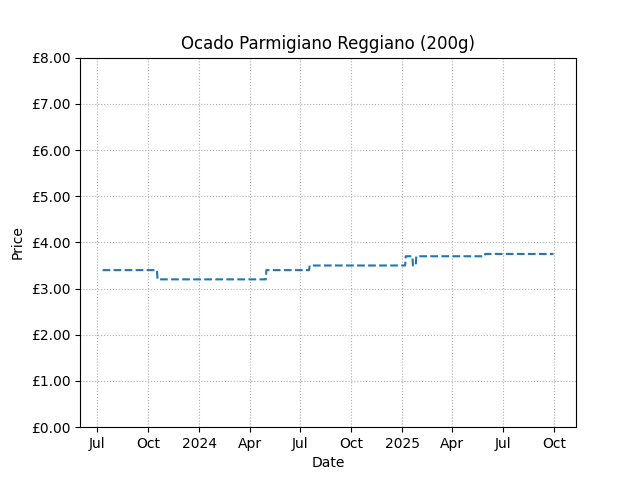 Ocado Parmigiano Reggiano (200g)
£8.00
£7.00
£6.00
£5.00
£4.00
£3.00
£2.00
£1.00
£0.00
Price
Jul Oct 2024 Apr Jul Oct 2025 Apr Jul Oct
Date